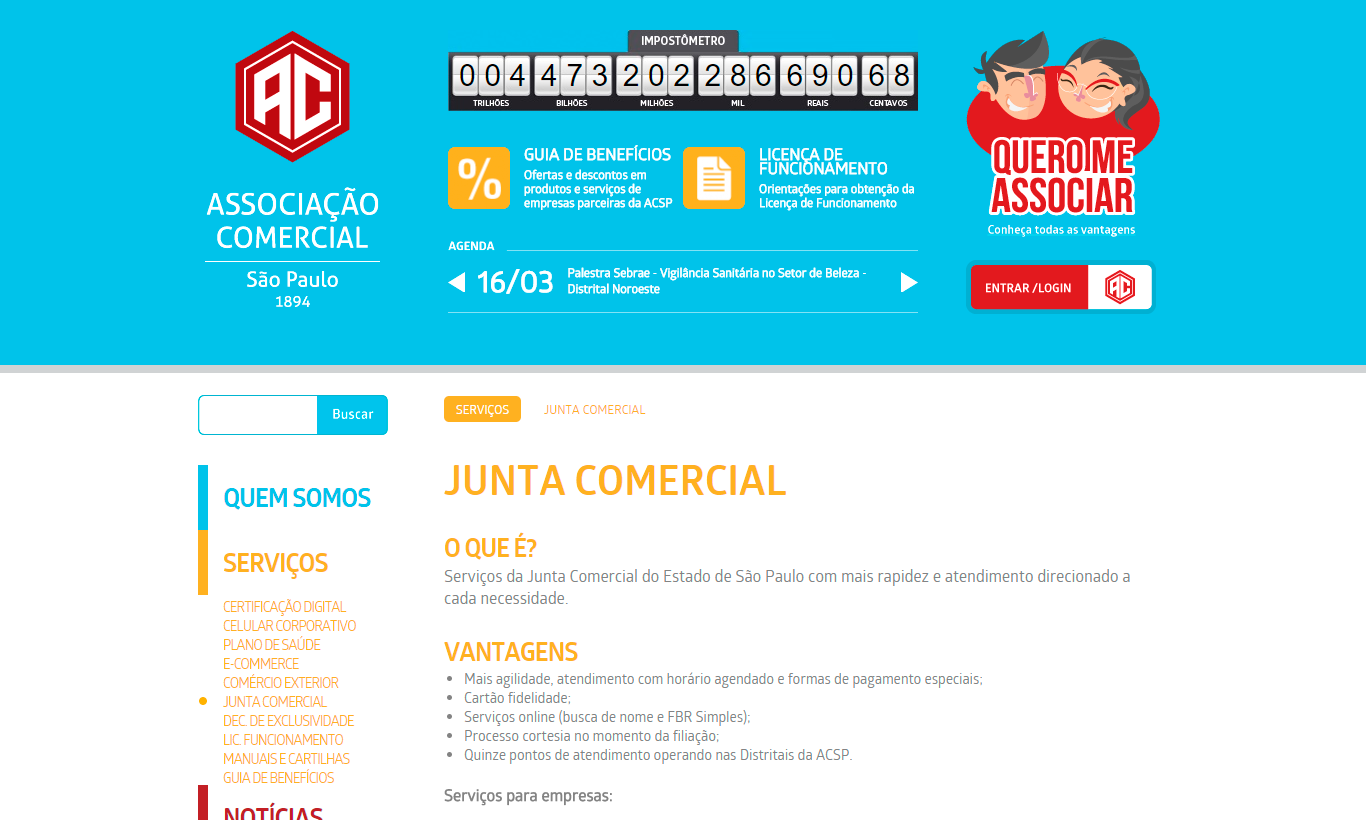 AC
ASSOCIAÇÃO
COMERCIAL
São Paulo
1894
IMPOSTÔMETRO
004 473 202 286 690 68
TRILHÕES BILHÕES MILHÕES MIL REAIS CENTAVOS
%
GUIA DE BENEFÍCIOS
Ofertas e descontos em
produtos e serviços de
empresas parceiras da ACSP
LICENÇA DE
FUNCIONAMENTO
Orientações para obtenção da
Licença de Funcionamento
AGENDA
16/03
Palestra Sebrae - Vigilância Sanitária no Setor de Beleza -
Distrital Noroeste
QUERO ME
ASSOCIAR
Conheça todas as vantagens
ENTRAR /LOGIN
AC
Buscar
QUEM SOMOS
SERVIÇOS
CERTIFICAÇÃO DIGITAL
CELULAR CORPORATIVO
PLANO DE SAÚDE
E-COMMERCE
COMÉRCIO EXTERIOR
JUNTA COMERCIAL
DEC. DE EXCLUSIVIDADE
LIC. FUNCIONAMENTO
MANUAIS E CARTILHAS
GUIA DE BENEFÍCIOS
NOTÍCIAS
SERVIÇOS JUNTA COMERCIAL
JUNTA COMERCIAL
O QUE É?
Serviços da Junta Comercial do Estado de São Paulo com mais rapidez e atendimento direcionado a
cada necessidade.
VANTAGENS
• Mais agilidade, atendimento com horário agendado e formas de pagamento especiais;
• Cartão fidelidade;
• Serviços online (busca de nome e FBR Simples);
• Processo cortesia no momento da filiação;
• Quinze pontos de atendimento operando nas Distritais da ACSP.
Serviços para empresas: